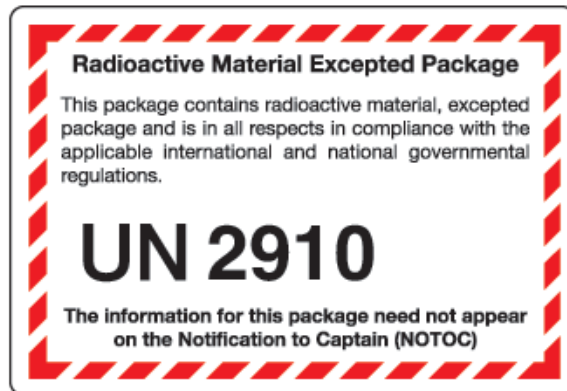 Radioactive Material Excepted Package
This package contains radioactive material, excepted
package and is in all respects in compliance with the
applicable international and national governmental
regulations.
UN 2910
The information for this package need not appear
on the Notification to Captain (NOTOC)